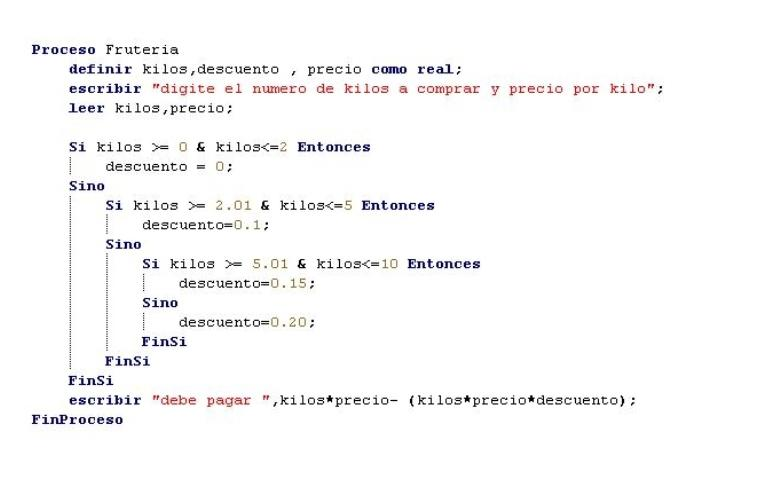 Proceso Fruteria
definir kilos,descuento , precio como real;
escribir "digite el numero de kilos a comprar y precio por kilo";
leer kilos,precio;
Si kilos >= 0 & kilos<=2 Entonces
descuento = 0;
Sino
Si kilos >= 2.01 & kilos<=5 Entonces
descuento=0.1;
Sino
Si kilos >= 5.01 & kilos<=10 Entonces
descuento=0.15;
Sino
descuento=0.20;
FinSi
FinSi
FinSi
escribir "debe pagar ",kilos*precio- (kilos*precio*descuento);
FinProceso